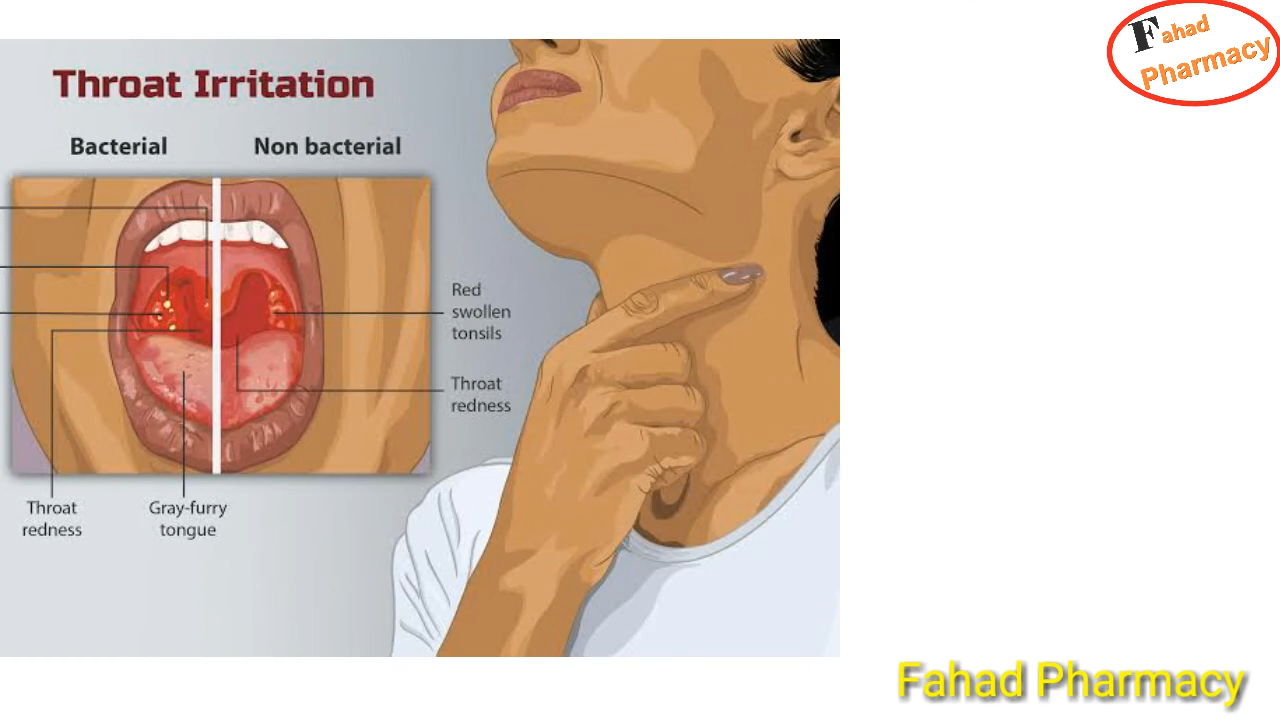 Fahad
Pharmacy
Throat Irritation
Bacterial
Non bacterial
Red
swollen
tonsils
Throat
redness
Throat
redness
Gray-furry
tongue
Fahad Pharmacy